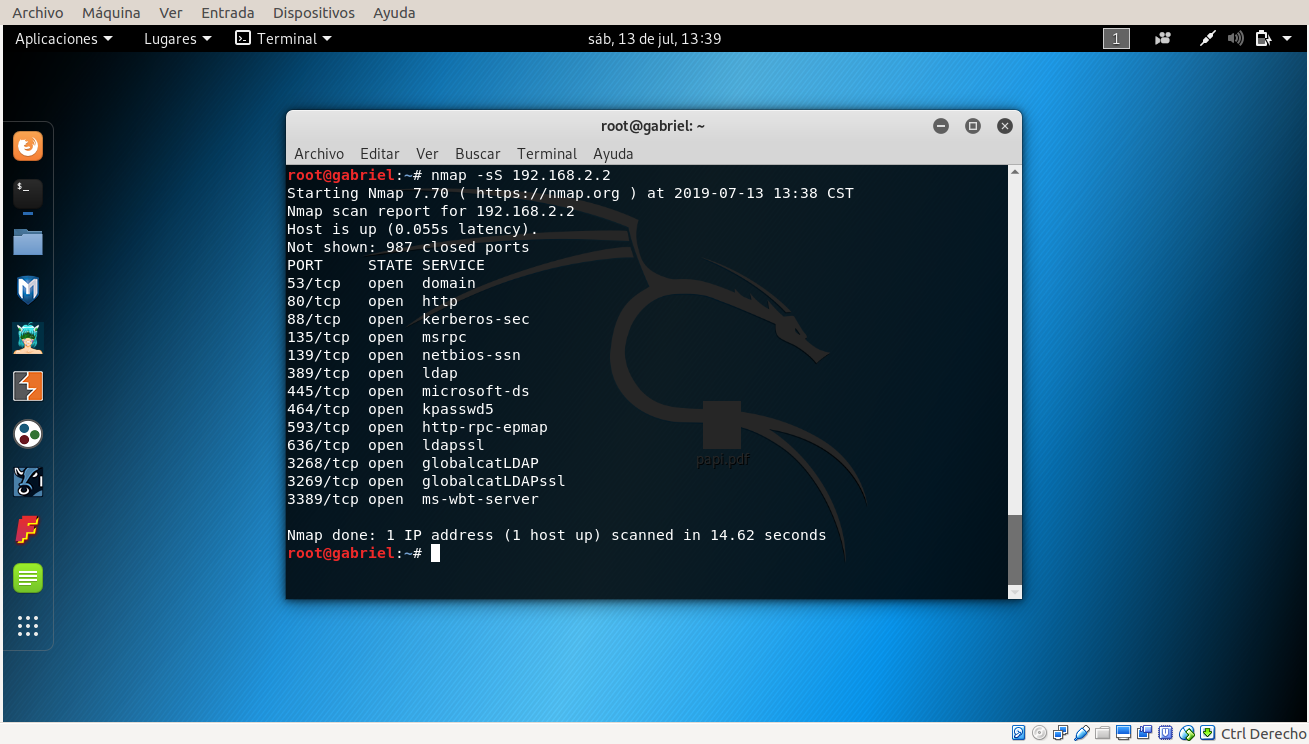 Archivo Máquina Ver Entrada Dispositivos Ayuda
Aplicaciones Lugares Terminal sáb, 13 de jul, 13:39 1
root@gabriel: ~
Archivo Editar Ver Buscar Terminal Ayuda
root@gabriel:~# nmap -sS 192.168.2.2
Starting Nmap 7.70 ( https://nmap.org ) at 2019-07-13 13:38 CST
Nmap scan report for 192.168.2.2
Host is up (0.055s latency).
Not shown: 987 closed ports
PORT     STATE SERVICE
53/tcp   open  domain
80/tcp   open  http
88/tcp   open  kerberos-sec
135/tcp  open  msrpc
139/tcp  open  netbios-ssn
389/tcp  open  ldap
445/tcp  open  microsoft-ds
464/tcp  open  kpasswd5
593/tcp  open  http-rpc-epmap
636/tcp  open  ldapssl
3268/tcp open  globalcatLDAP
3269/tcp open  globalcatLDAPssl
3389/tcp open  ms-wbt-server
Nmap done: 1 IP address (1 host up) scanned in 14.62 seconds
root@gabriel:~#
papi.pdf
Ctrl Derecho